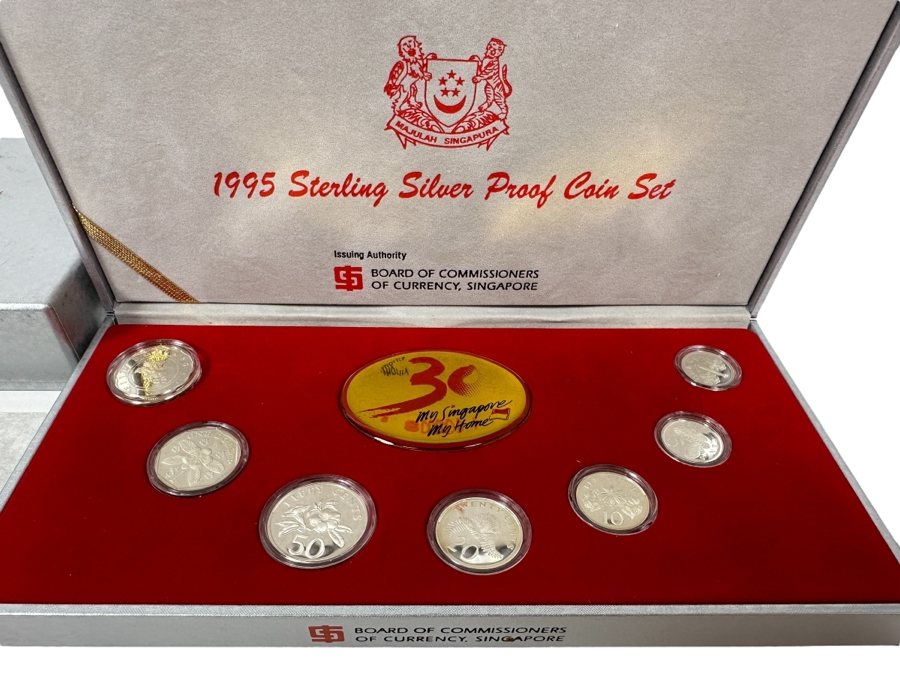 MAJULAH SINGAPURA
1995 Sterling Silver Proof Coin Set
Issuing Authority
BOARD OF COMMISSIONERS
OF CURRENCY, SINGAPORE
30
My Singapore
My Home
50
10
BOARD OF COMMISSIONERS
OF CURRENCY, SINGAPORE